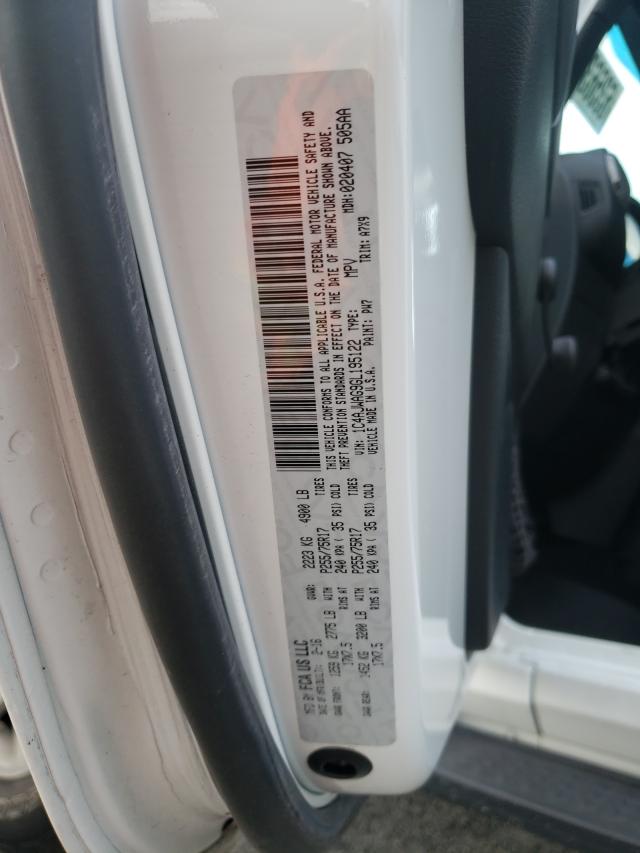 MFD BY FCA US LLC
DATE OF MFR(BUILT): 2-16 GVWR: 2223 KG 4900 LB
GAWR FRONT: 1259 KG 2775 LB WITH P255/75R17 TIRES
17X7.5 RIMS AT 240 KPA ( 35 PSI) COLD
GAWR REAR: 1452 KG 3200 LB WITH P255/75R17 TIRES
17X7.5 RIMS AT 240 KPA ( 35 PSI) COLD
THIS VEHICLE CONFORMS TO ALL APPLICABLE U.S.A. FEDERAL MOTOR VEHICLE SAFETY AND
THEFT PREVENTION STANDARDS IN EFFECT ON THE DATE OF MANUFACTURE SHOWN ABOVE.
VIN: 1C4AJWAG9GL195122 TYPE: MPV MDH:020407 505AA
VEHICLE MADE IN U.S.A. PAINT: PW7 TRIM: A7X9